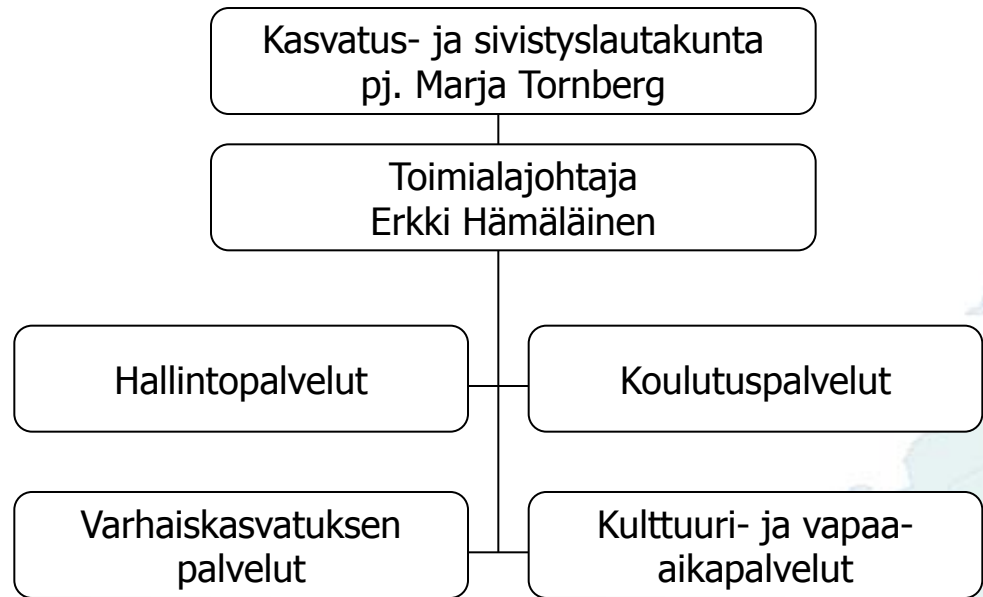 Kasvatus- ja sivistyslautakunta
pj. Marja Tornberg
Toimialajohtaja
Erkki Hämäläinen
Hallintopalvelut
Koulutuspalvelut
Varhaiskasvatuksen
palvelut
Kulttuuri- ja vapaa-
aikapalvelut